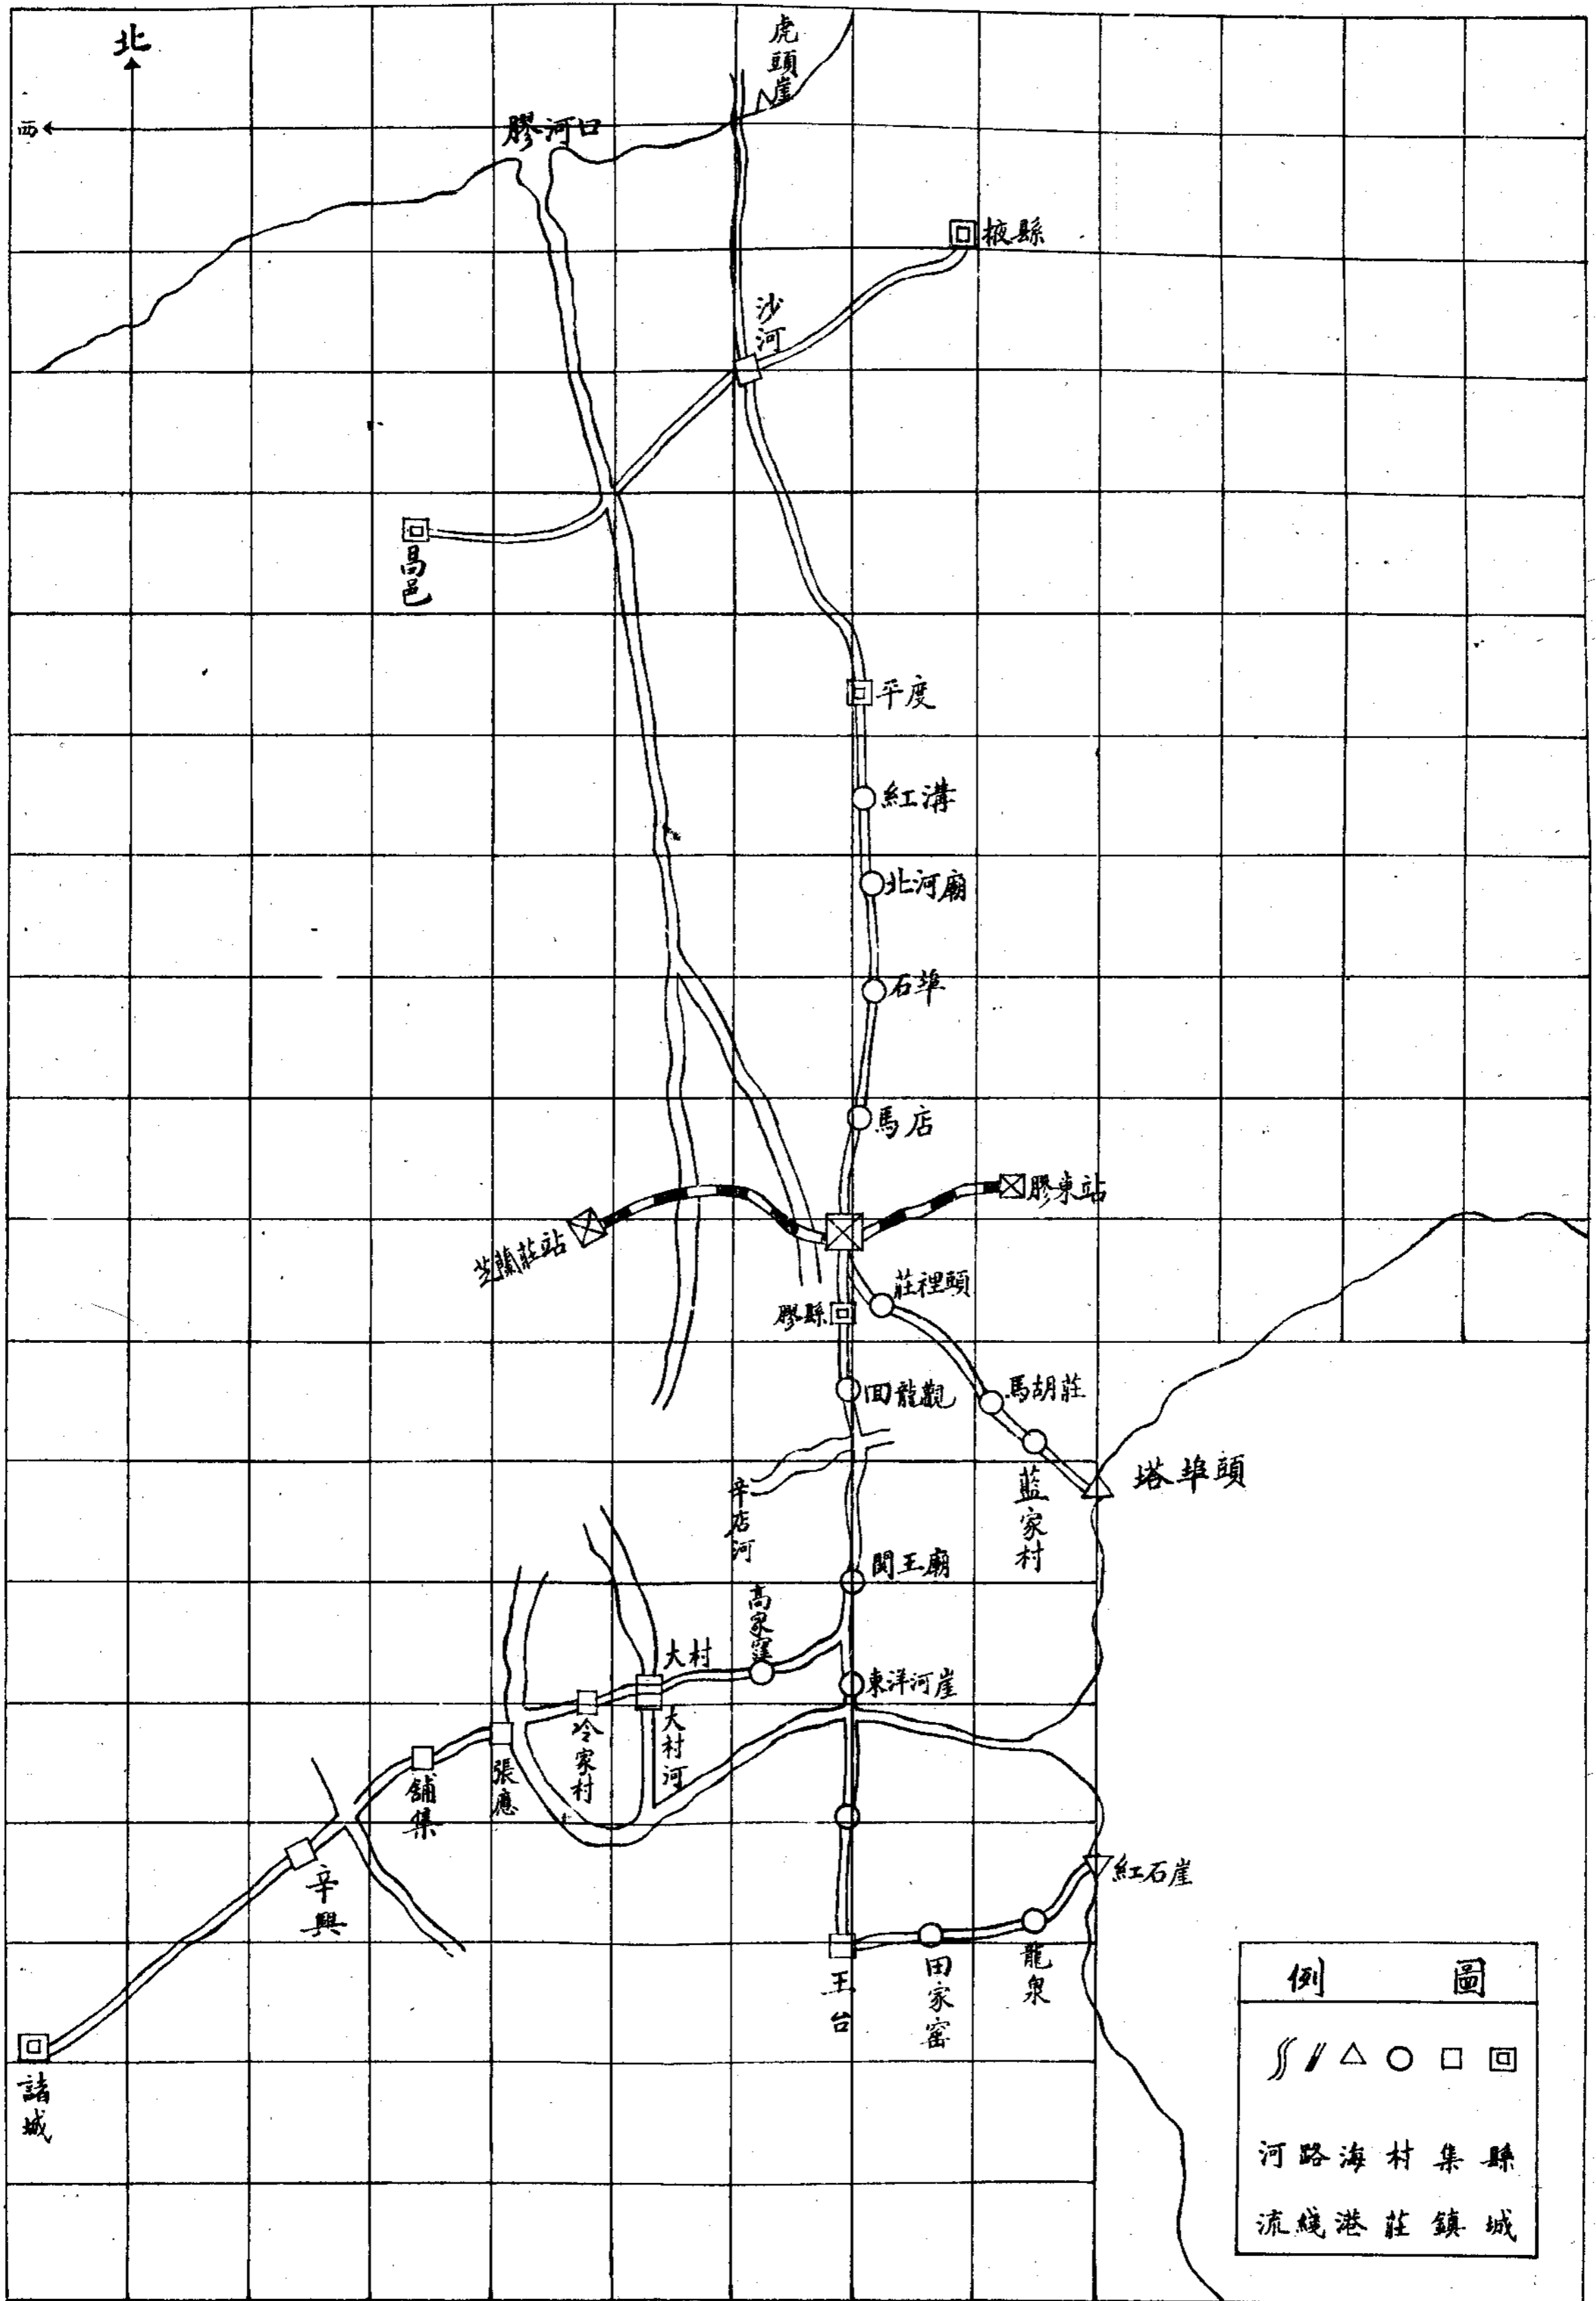 北
西
虎頭崖
膠河口
掖縣
沙河
昌邑
平度
紅溝
北河廟
石埠
馬店
膠東站
芝蘭莊站
莊裡頭
膠縣
回龍觀
馬胡莊
藍家村
塔埠頭
辛店河
関王廟
高家窪
大村
東洋河崖
大村河
冷家村
張應
舖集
辛興
紅石崖
龍泉
田家窑
王台
諸城
圖例
縣城
集鎮
村莊
海港
路綫
河流